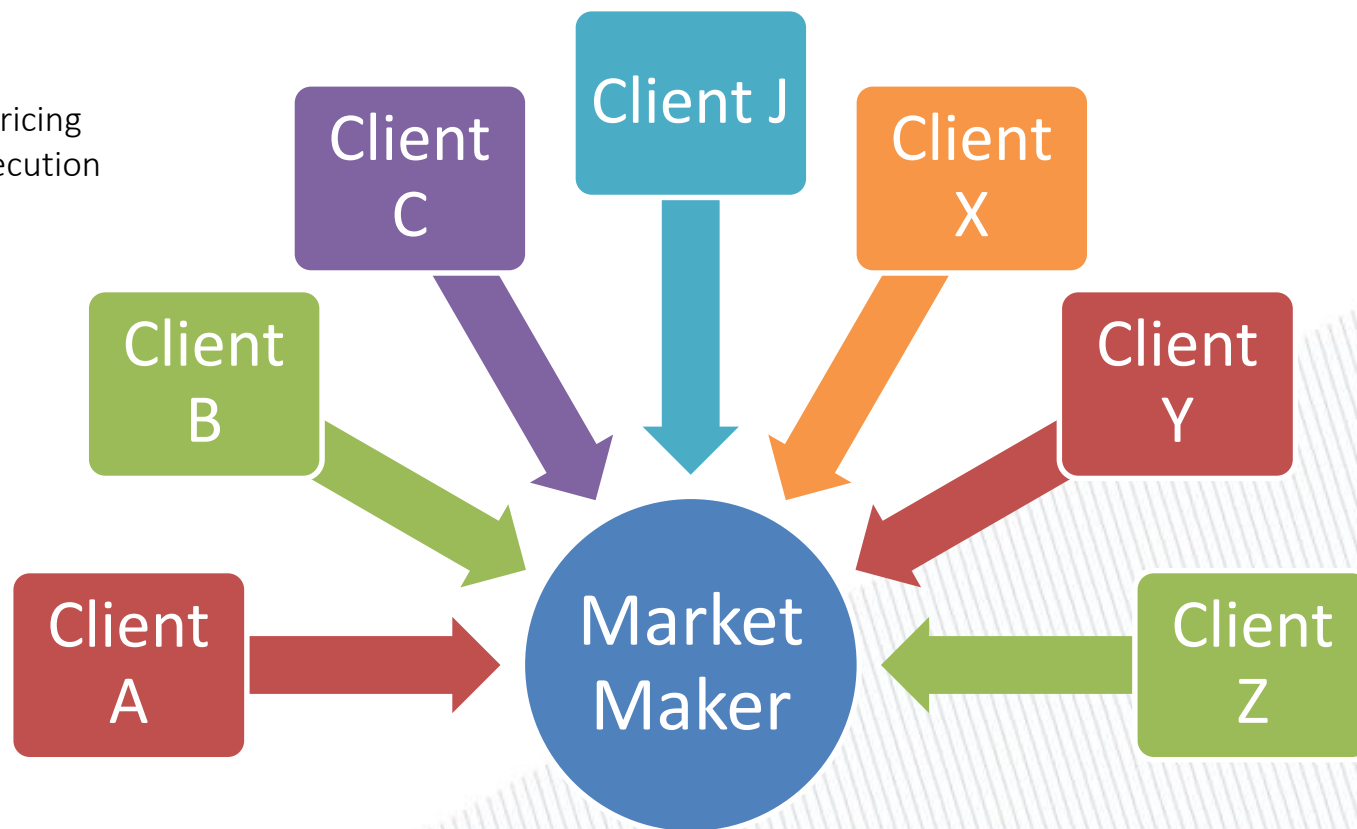 ricing
ecution
Client J
Client
C
Client
X
Client
B
Client
Y
Client
A
Market
Maker
Client
Z